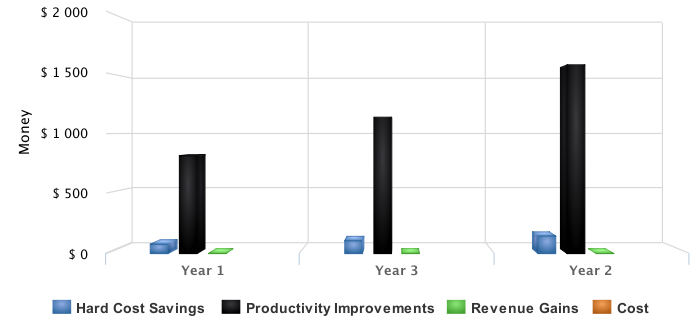 $ 2 000
$ 1 500
$ 1 000
$ 500
$ 0
Money
Year 1
Year 3
Year 2
Hard Cost Savings
Productivity Improvements
Revenue Gains
Cost